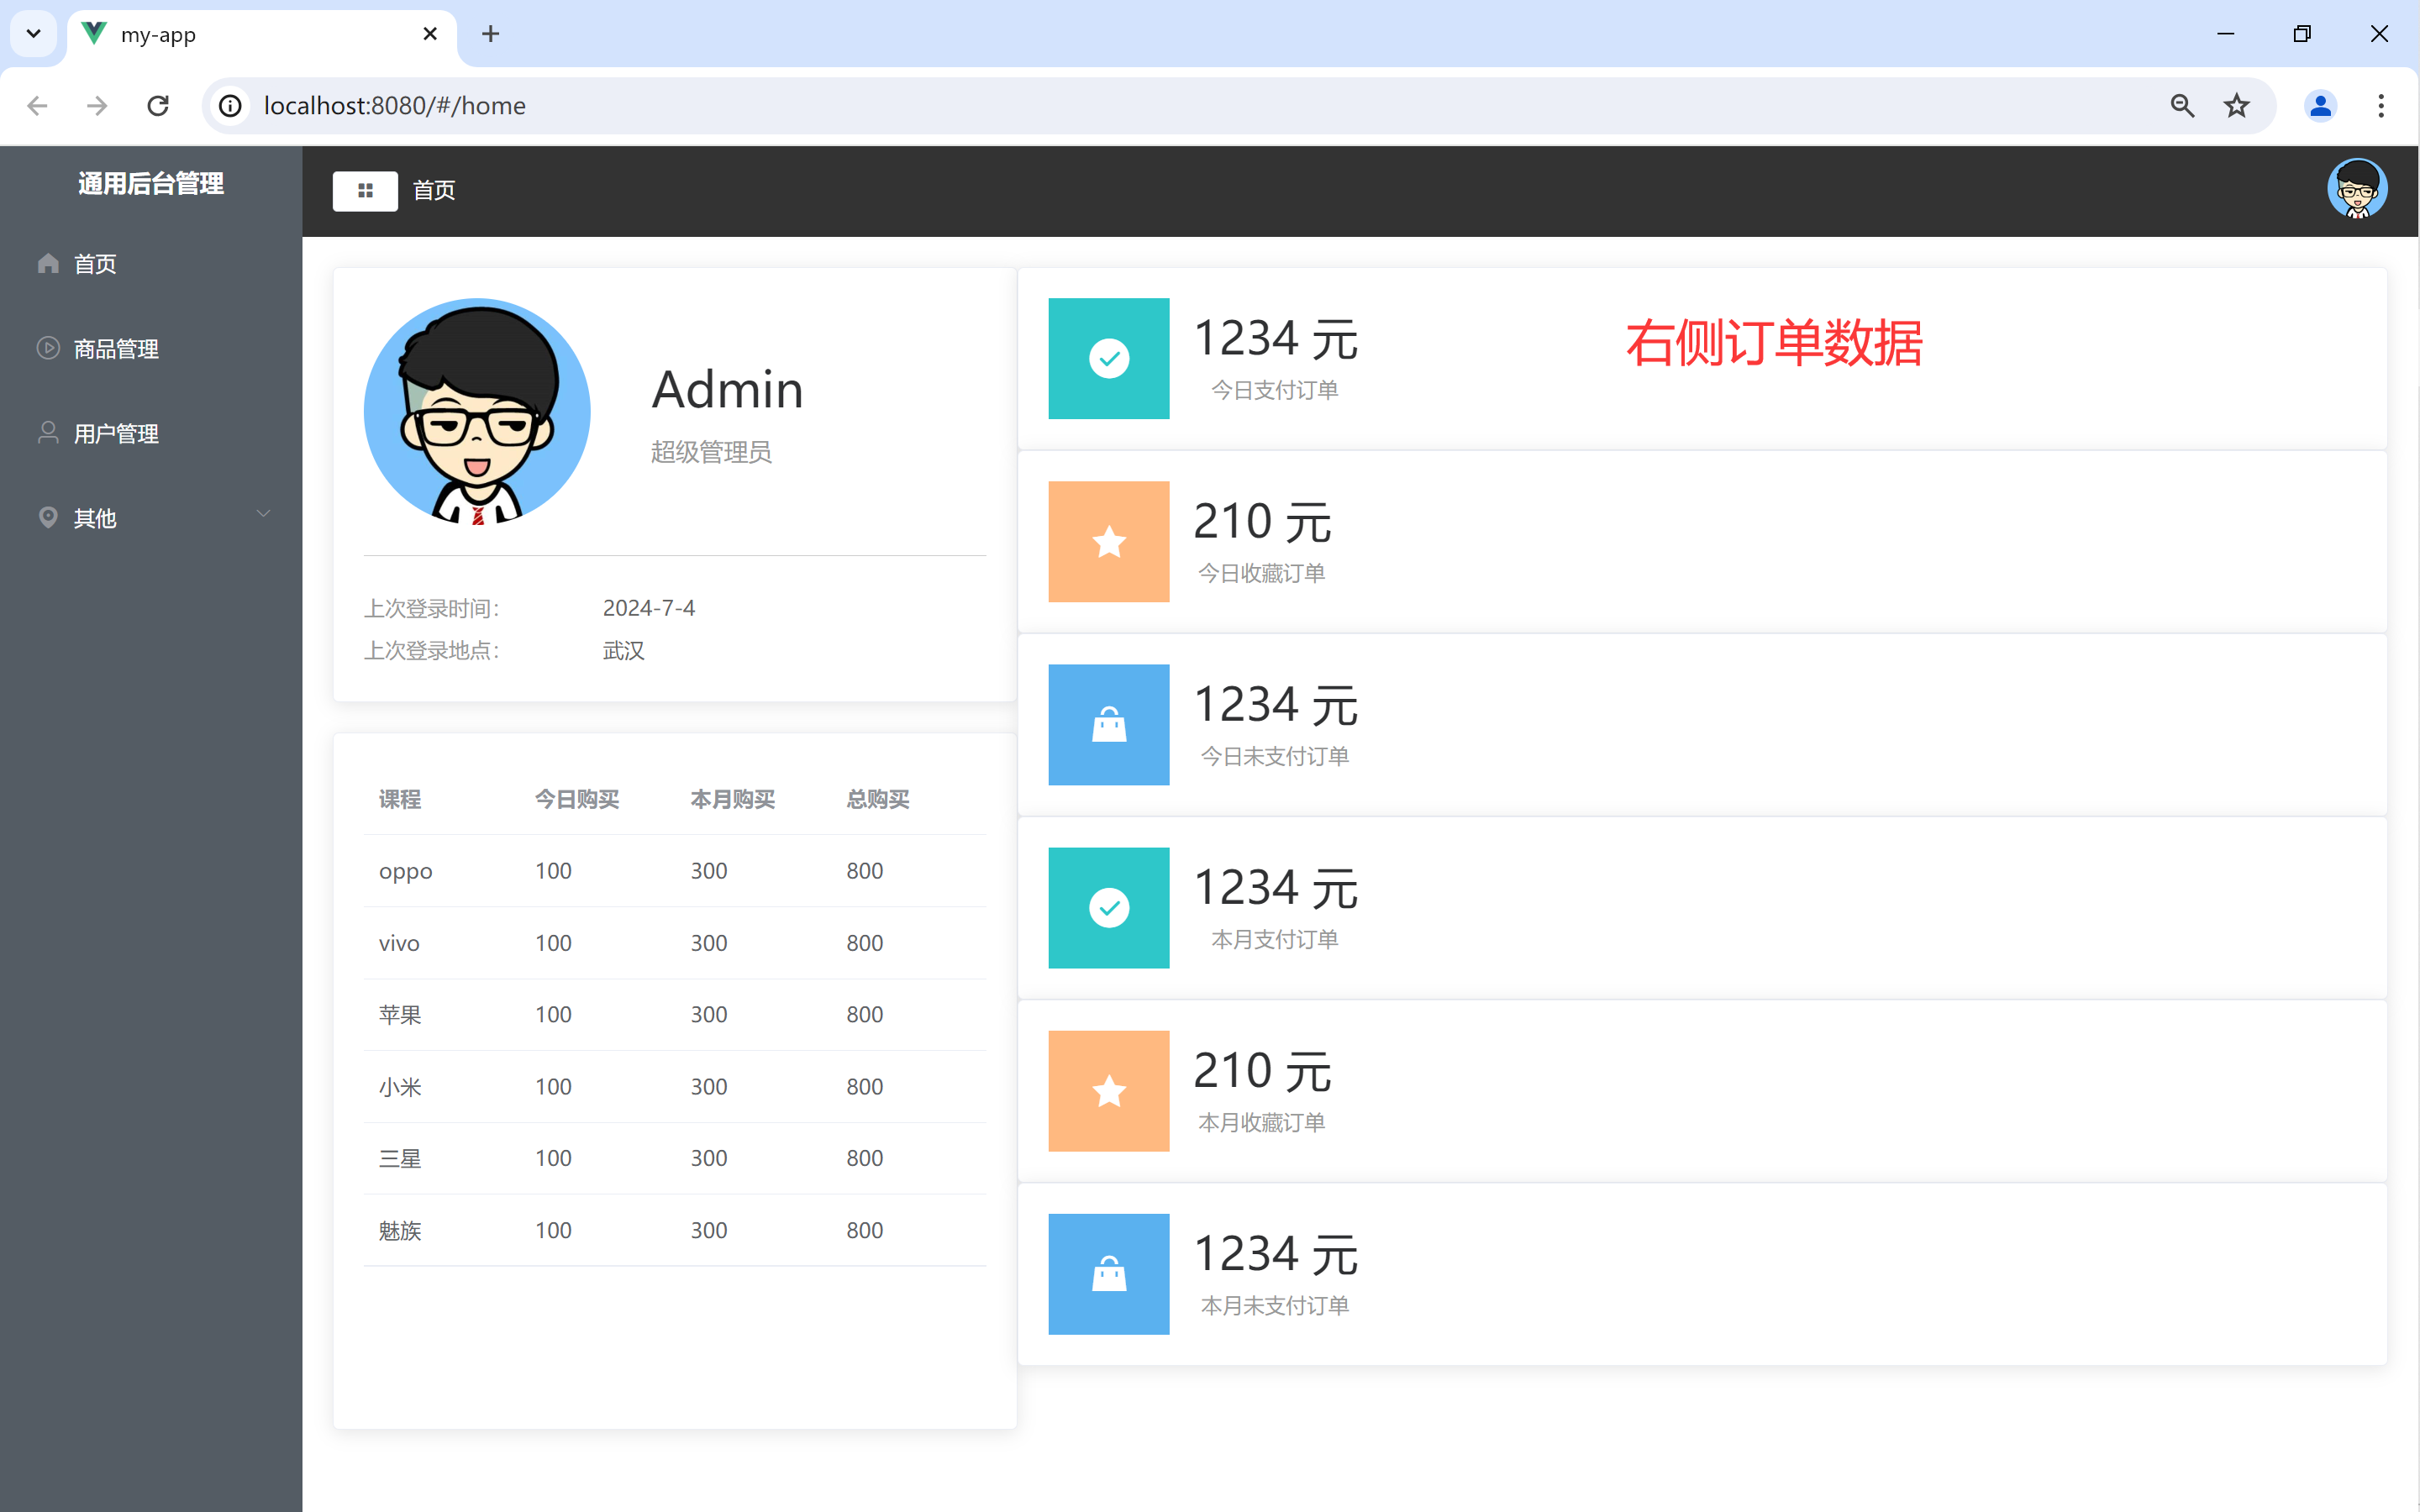 my-app
localhost:8080/#/home
通用后台管理
首页
商品管理
用户管理
其他
首页
Admin
超级管理员
上次登录时间: 2024-7-4
上次登录地点: 武汉
课程 今日购买 本月购买 总购买
oppo 100 300 800
vivo 100 300 800
苹果 100 300 800
小米 100 300 800
三星 100 300 800
魅族 100 300 800
1234 元
今日支付订单
右侧订单数据
210 元
今日收藏订单
1234 元
今日未支付订单
1234 元
本月支付订单
210 元
本月收藏订单
1234 元
本月未支付订单